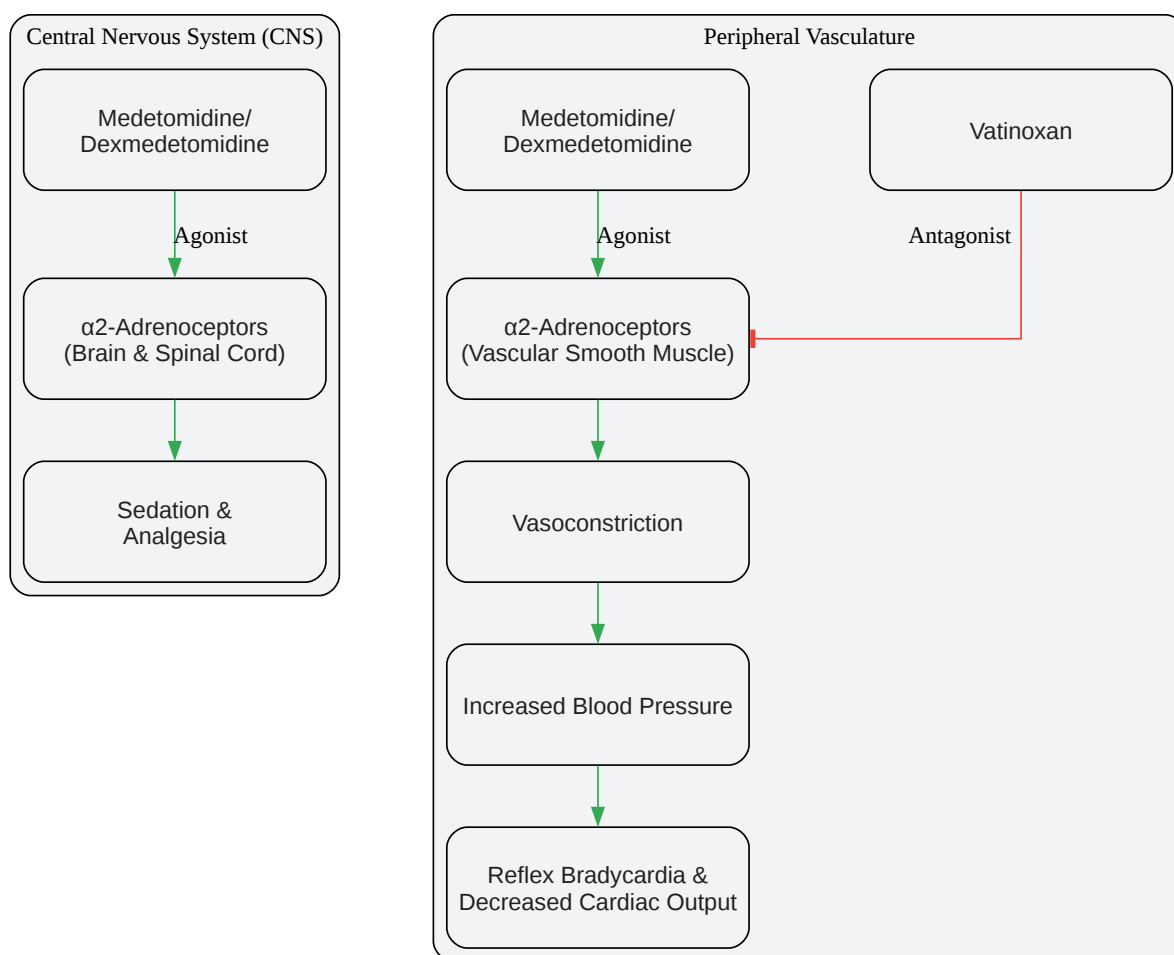 Central Nervous System (CNS)
Medetomidine/
Dexmedetomidine
Agonist
α2-Adrenoceptors
(Brain & Spinal Cord)
Sedation &
Analgesia
Peripheral Vasculature
Medetomidine/
Dexmedetomidine
Vatinoxan
Agonist
Antagonist
α2-Adrenoceptors
(Vascular Smooth Muscle)
Vasoconstriction
Increased Blood Pressure
Reflex Bradycardia &
Decreased Cardiac Output